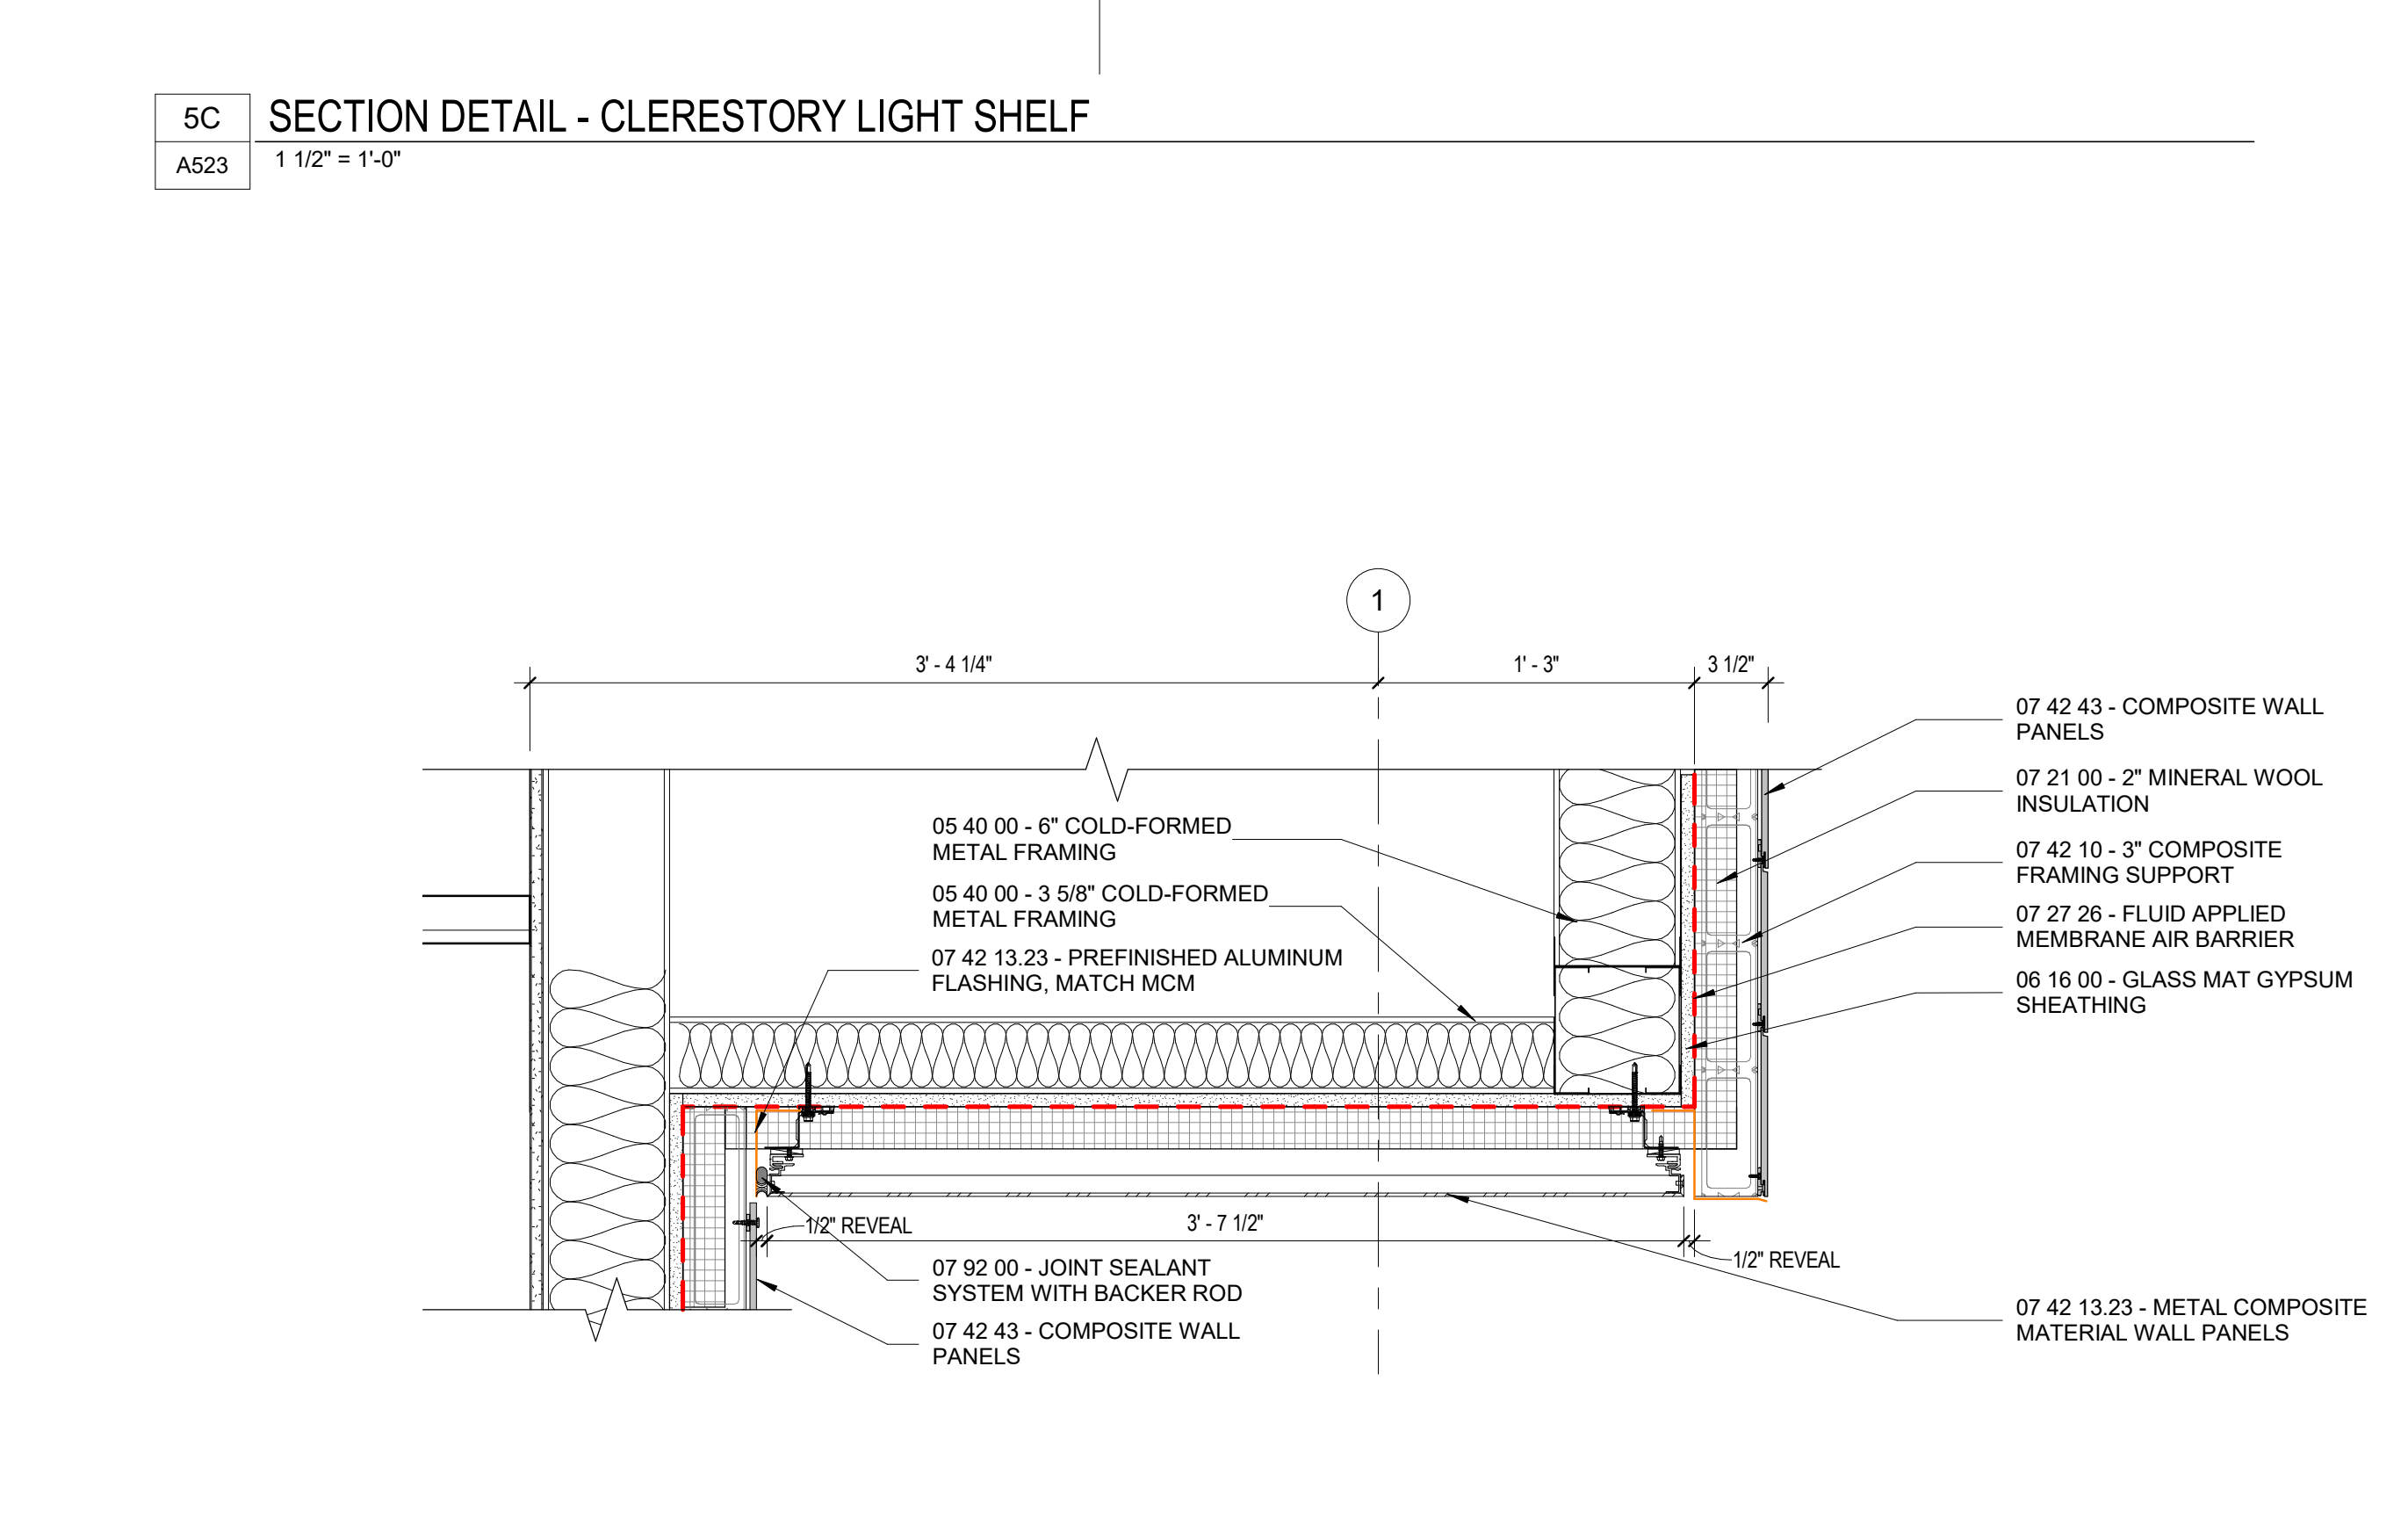 5C
SECTION DETAIL - CLERESTORY LIGHT SHELF
A523
1 1/2" = 1'-0"
1
3' - 4 1/4"
1' - 3"
3 1/2"
07 42 43 - COMPOSITE WALL
PANELS
07 21 00 - 2" MINERAL WOOL
INSULATION
05 40 00 - 6" COLD-FORMED
METAL FRAMING
07 42 10 - 3" COMPOSITE
FRAMING SUPPORT
05 40 00 - 3 5/8" COLD-FORMED
METAL FRAMING
07 27 26 - FLUID APPLIED
MEMBRANE AIR BARRIER
07 42 13.23 - PREFINISHED ALUMINUM
FLASHING, MATCH MCM
06 16 00 - GLASS MAT GYPSUM
SHEATHING
1/2" REVEAL
3' - 7 1/2"
1/2" REVEAL
07 92 00 - JOINT SEALANT
SYSTEM WITH BACKER ROD
07 42 13.23 - METAL COMPOSITE
MATERIAL WALL PANELS
07 42 43 - COMPOSITE WALL
PANELS